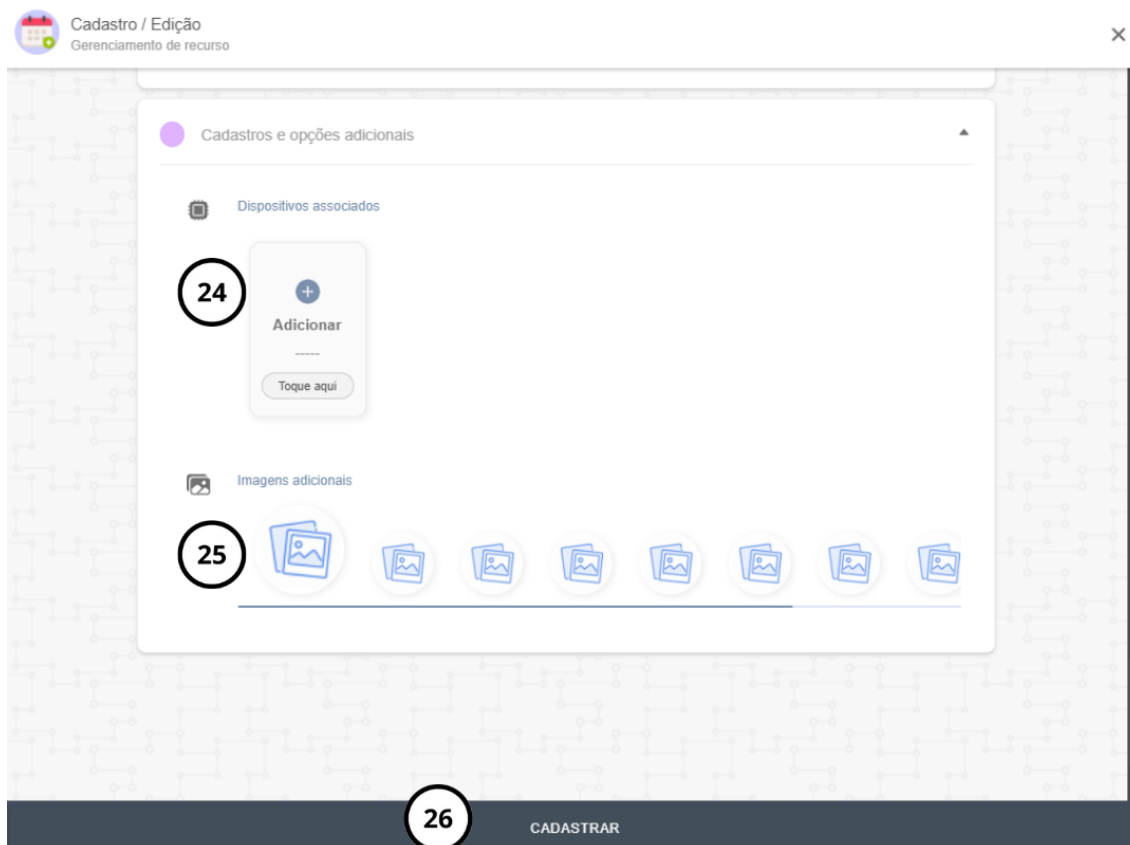 Cadastro / Edição
Gerenciamento de recurso
Cadastros e opções adicionais
Dispositivos associados
24
Adicionar
-----
Toque aqui
Imagens adicionais
25
26
CADASTRAR